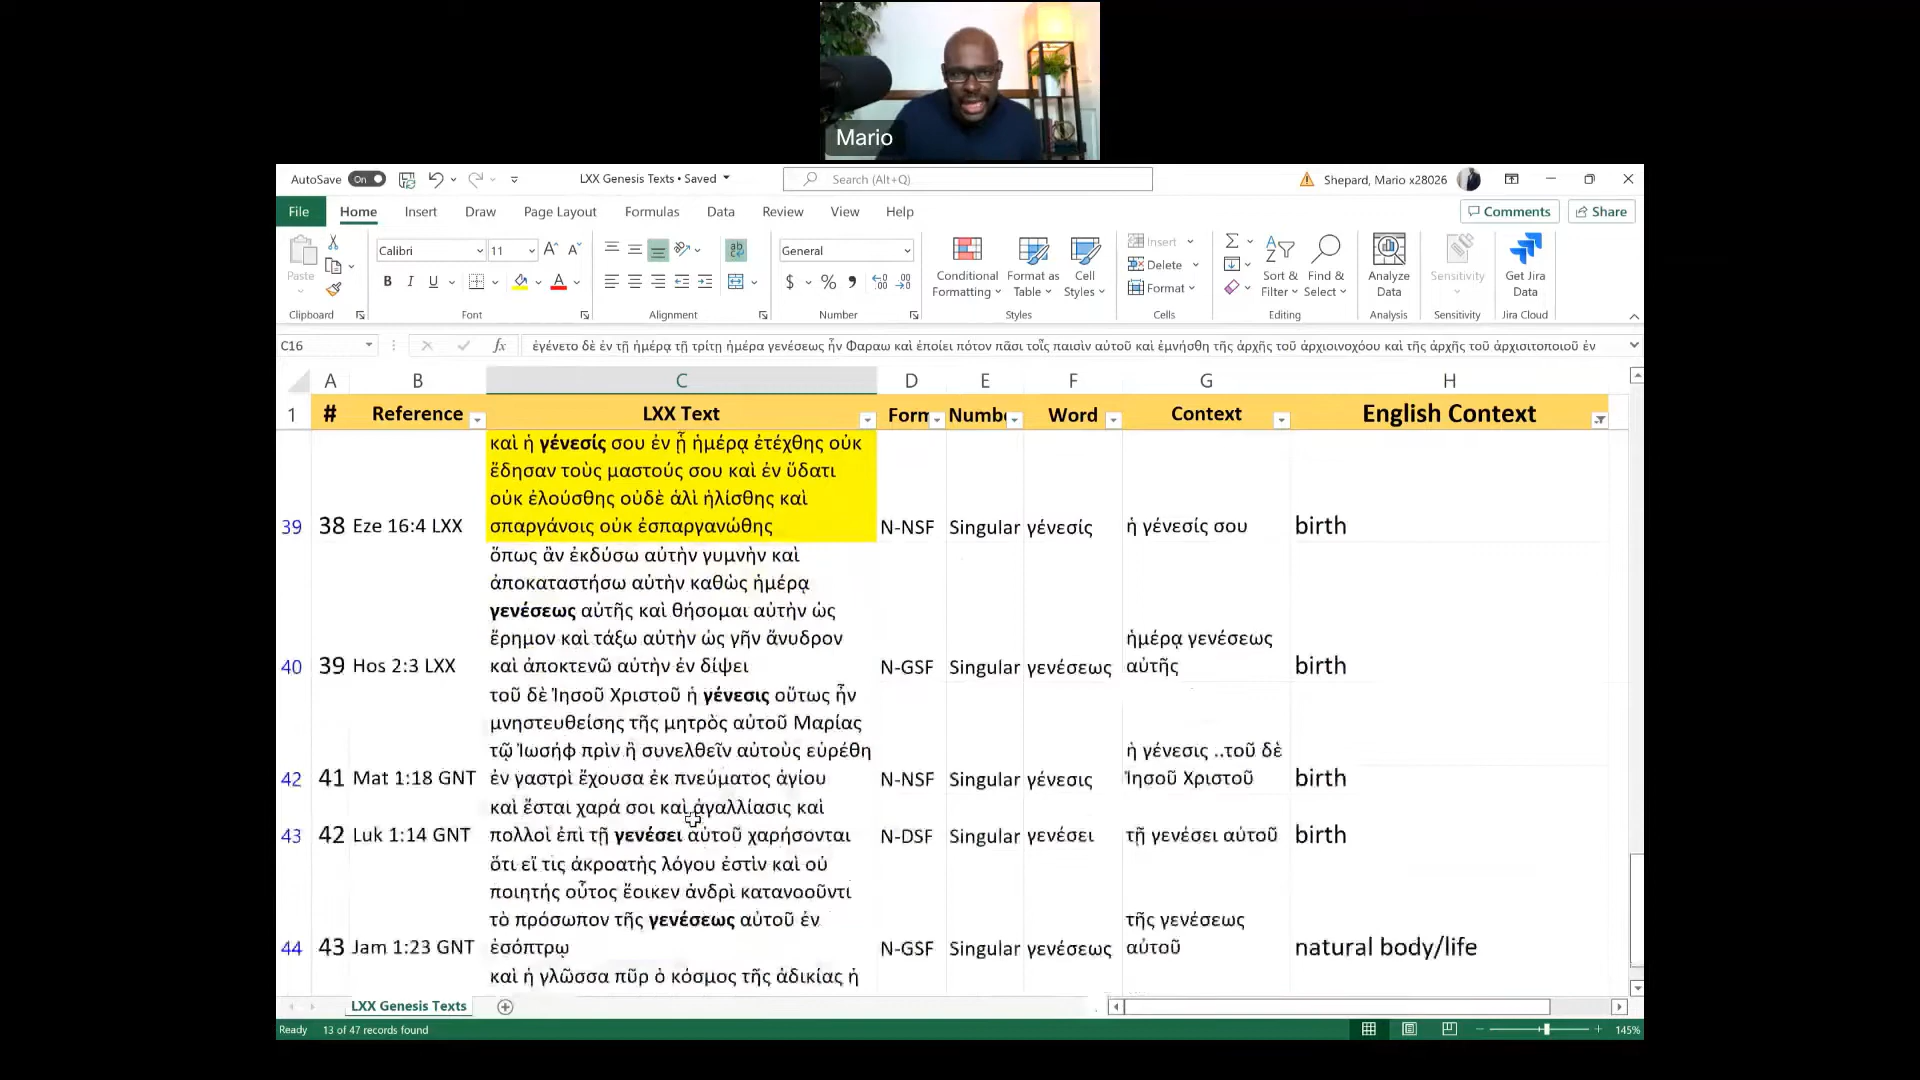 Mario
AutoSave On LXX Genesis Texts • Saved Search (Alt+Q) Shepard, Mario x28026
File Home Insert Draw Page Layout Formulas Data Review View Help Comments Share
Paste Calibri 11 General Conditional Formatting Format as Table Cell Styles Insert Delete Format Sort & Filter Find & Select Analyze Data Sensitivity Get Jira Data
B I U $ %
Clipboard Font Alignment Number Styles Cells Editing Analysis Sensitivity Jira Cloud
C16 fx ἐγένετο δὲ ἐν τῇ ἡμέρᾳ τῇ τρίτῃ ἡμέρα γενέσεως ἦν Φαραω καὶ ἐποίει πότον πᾶσι τοῖς παισὶν αὐτοῦ καὶ ἐμνήσθη τῆς ἀρχῆς τοῦ ἀρχιοινοχόου καὶ τῆς ἀρχῆς τοῦ ἀρχισιτοποιοῦ ἐν
A B C D E F G H
1 # Reference LXX Text Form Numbe Word Context English Context
καὶ ἡ γένεσίς σου ἐν ᾗ ἡμέρᾳ ἐτέχθης οὐκ
ἔδησαν τοὺς μαστούς σου καὶ ἐν ὕδατι
οὐκ ἐλούσθης οὐδὲ ἁλὶ ἡλίσθης καὶ
39 38 Eze 16:4 LXX σπαργάνοις οὐκ ἐσπαργανώθης N-NSF Singular γένεσίς ἡ γένεσίς σου birth
ὅπως ἂν ἐκδύσω αὐτὴν γυμνὴν καὶ
ἀποκαταστήσω αὐτὴν καθὼς ἡμέρᾳ
γενέσεως αὐτῆς καὶ θήσομαι αὐτὴν ὡς
ἔρημον καὶ τάξω αὐτὴν ὡς γῆν ἄνυδρον ἡμέρᾳ γενέσεως
40 39 Hos 2:3 LXX καὶ ἀποκτενῶ αὐτὴν ἐν δίψει N-GSF Singular γενέσεως αὐτῆς birth
τοῦ δὲ Ἰησοῦ Χριστοῦ ἡ γένεσις οὕτως ἦν
μνηστευθείσης τῆς μητρὸς αὐτοῦ Μαρίας
τῷ Ἰωσήφ πρὶν ἢ συνελθεῖν αὐτοὺς εὑρέθη ἡ γένεσις ..τοῦ δὲ
42 41 Mat 1:18 GNT ἐν γαστρὶ ἔχουσα ἐκ πνεύματος ἁγίου N-NSF Singular γένεσις Ἰησοῦ Χριστοῦ birth
καὶ ἔσται χαρά σοι καὶ ἀγαλλίασις καὶ
43 42 Luk 1:14 GNT πολλοὶ ἐπὶ τῇ γενέσει αὐτοῦ χαρήσονται N-DSF Singular γενέσει τῇ γενέσει αὐτοῦ birth
ὅτι εἴ τις ἀκροατὴς λόγου ἐστὶν καὶ οὐ
ποιητής οὗτος ἔοικεν ἀνδρὶ κατανοοῦντι
τὸ πρόσωπον τῆς γενέσεως αὐτοῦ ἐν τῆς γενέσεως
44 43 Jam 1:23 GNT ἐσόπτρῳ N-GSF Singular γενέσεως αὐτοῦ natural body/life
καὶ ἡ γλῶσσα πῦρ ὁ κόσμος τῆς ἀδικίας ἡ
LXX Genesis Texts
Ready 13 of 47 records found 145%